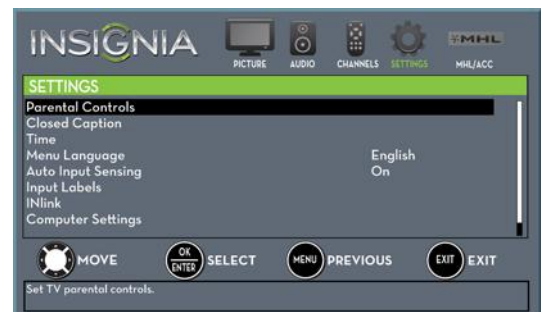 INSIGNIA
PICTURE AUDIO CHANNELS SETTINGS MHL MHL/ACC
SETTINGS
Parental Controls
Closed Caption
Time
Menu Language English
Auto Input Sensing On
Input Labels
INlink
Computer Settings
MOVE OK ENTER SELECT MENU PREVIOUS EXIT EXIT
Set TV parental controls.